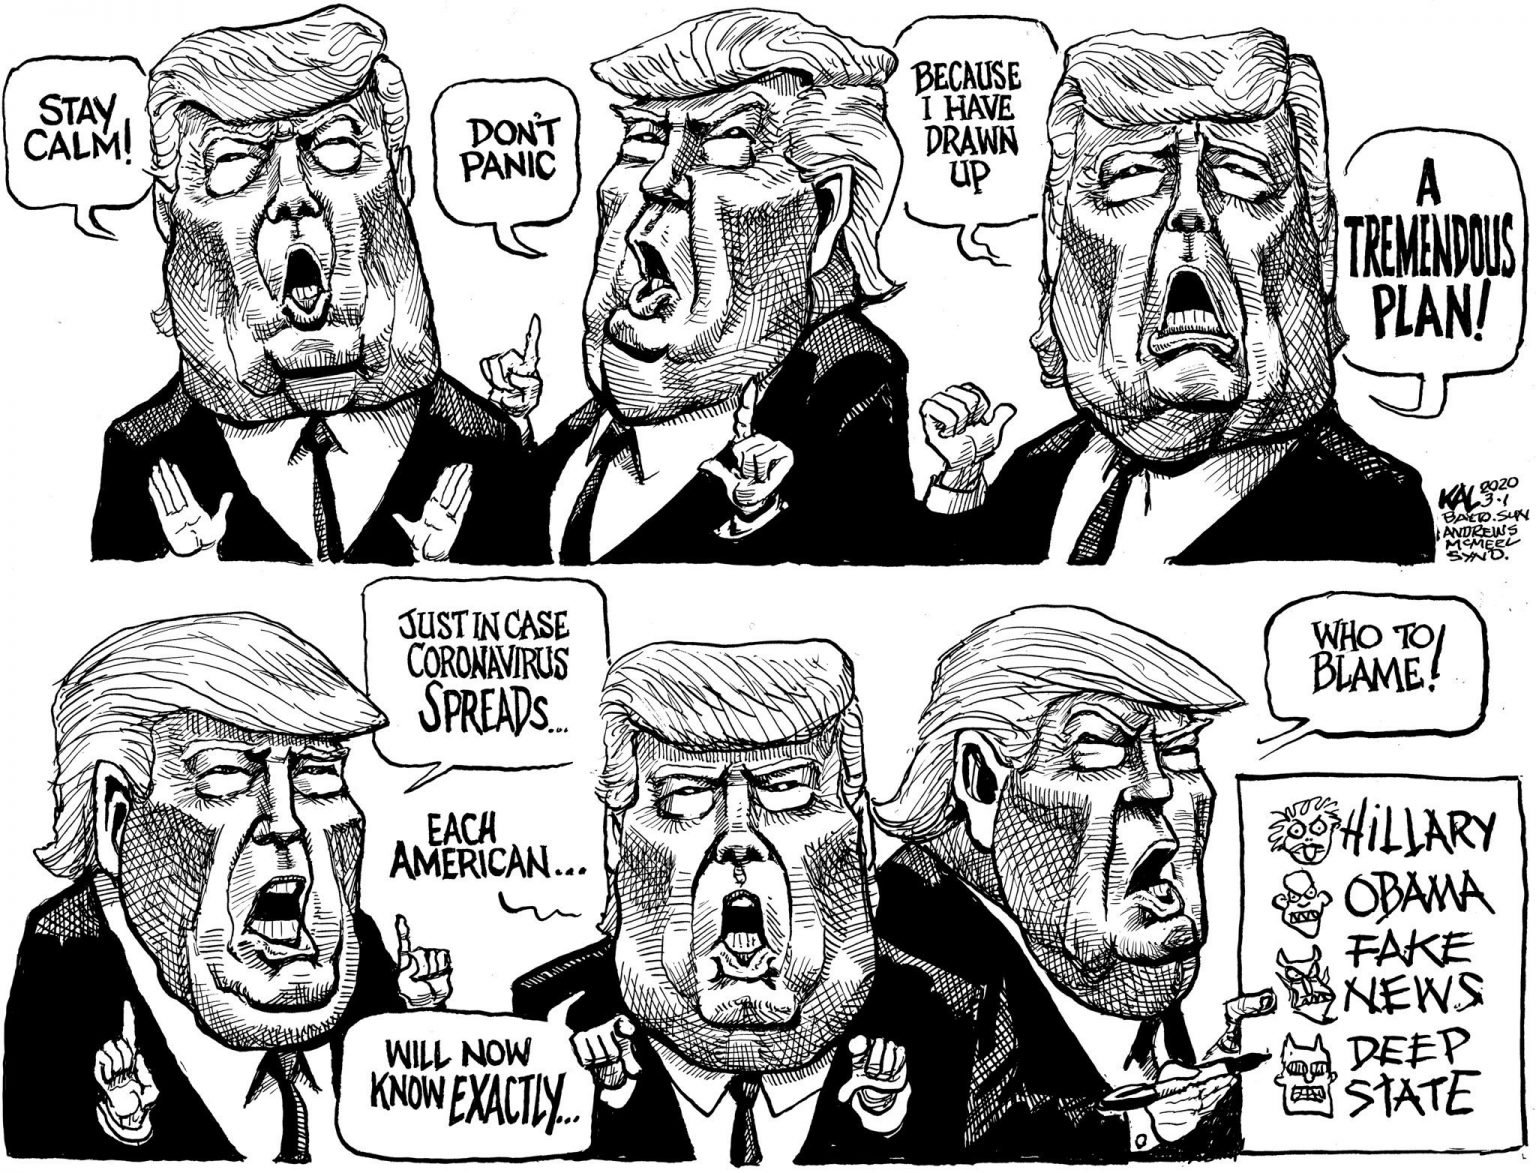 STAY
CALM!
DON'T
PANIC
BECAUSE
I HAVE
DRAWN
UP
A
TREMENDOUS
PLAN!
KAL 2020
3.1
BALTO. SUN
ANDREWS
McMEEL
SYND.
JUST IN CASE
CORONAVIRUS
SPREADS...
EACH
AMERICAN...
WILL NOW
KNOW EXACTLY...
WHO TO
BLAME!
HiLLARY
OBAMA
FAKE
NEWS
DEEP
STATE